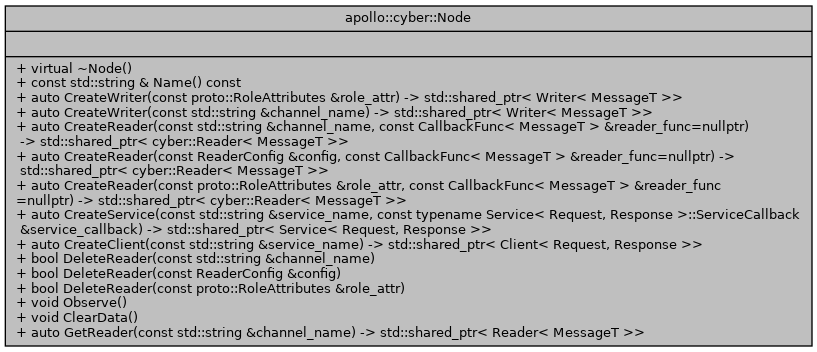 apollo::cyber::Node
+ virtual ~Node()
+ const std::string & Name() const
+ auto CreateWriter(const proto::RoleAttributes &role_attr) -> std::shared_ptr< Writer< MessageT >>
+ auto CreateWriter(const std::string &channel_name) -> std::shared_ptr< Writer< MessageT >>
+ auto CreateReader(const std::string &channel_name, const CallbackFunc< MessageT > &reader_func=nullptr)
-> std::shared_ptr< cyber::Reader< MessageT >>
+ auto CreateReader(const ReaderConfig &config, const CallbackFunc< MessageT > &reader_func=nullptr) ->
std::shared_ptr< cyber::Reader< MessageT >>
+ auto CreateReader(const proto::RoleAttributes &role_attr, const CallbackFunc< MessageT > &reader_func
=nullptr) -> std::shared_ptr< cyber::Reader< MessageT >>
+ auto CreateService(const std::string &service_name, const typename Service< Request, Response >::ServiceCallback
&service_callback) -> std::shared_ptr< Service< Request, Response >>
+ auto CreateClient(const std::string &service_name) -> std::shared_ptr< Client< Request, Response >>
+ bool DeleteReader(const std::string &channel_name)
+ bool DeleteReader(const ReaderConfig &config)
+ bool DeleteReader(const proto::RoleAttributes &role_attr)
+ void Observe()
+ void ClearData()
+ auto GetReader(const std::string &channel_name) -> std::shared_ptr< Reader< MessageT >>